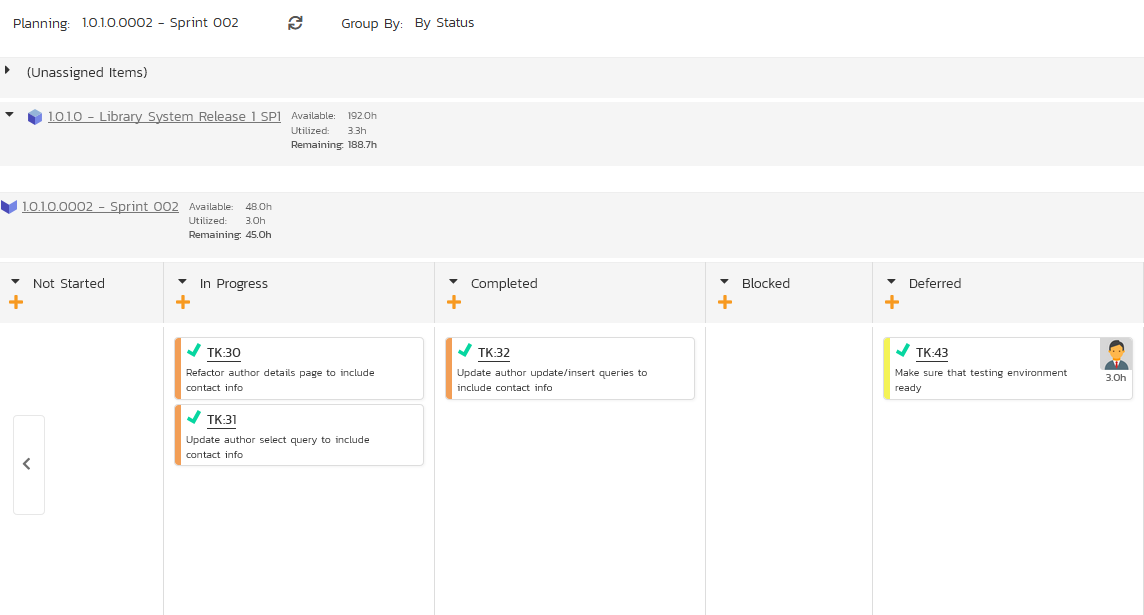 Planning: 1.0.1.0.0002 - Sprint 002 Group By: By Status
(Unassigned Items)
1.0.1.0 - Library System Release 1 SP1 Available: 192.0h
Utilized: 3.3h
Remaining: 188.7h
1.0.1.0.0002 - Sprint 002 Available: 48.0h
Utilized: 3.0h
Remaining: 45.0h
Not Started In Progress Completed Blocked Deferred
TK:30
Refactor author details page to include
contact info
TK:31
Update author select query to include
contact info
TK:32
Update author update/insert queries to
include contact info
TK:43
Make sure that testing environment
ready
3.0h